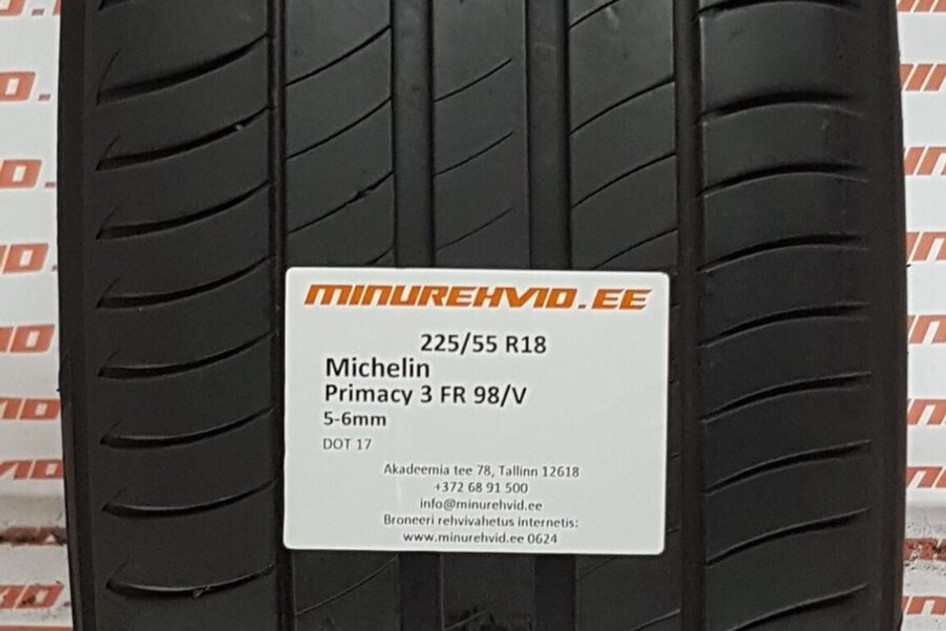 MINUREHVID.EE
225/55 R18
Michelin
Primacy 3 FR 98/V
5-6mm
DOT 17
Akadeemia tee 78, Tallinn 12618
+372 68 91 500
info@minurehvid.ee
Broneeri rehvivahetus internetis:
www.minurehvid.ee 0624